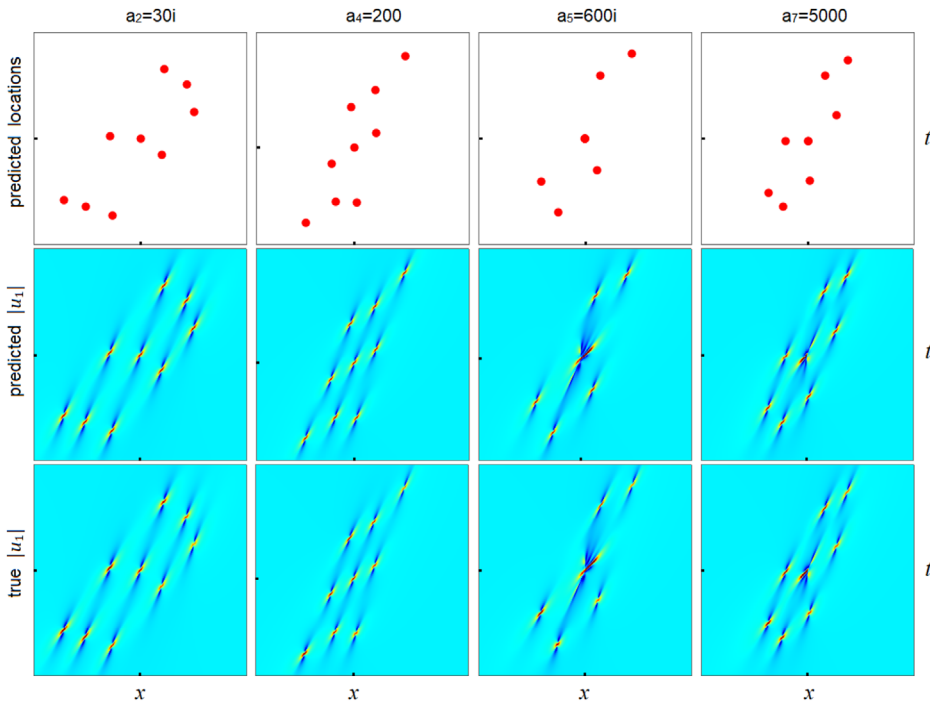 a₂=30i a₄=200 a₅=600i a₇=5000
predicted locations
t
predicted |u₁|
t
true |u₁|
t
x x x x